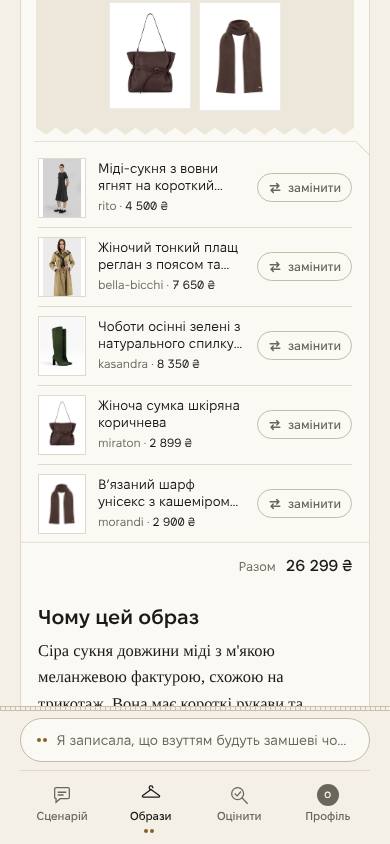 Міді-сукня з вовни
ягнят на короткий...
rito · 4 500 ₴
замінити
Жіночий тонкий плащ
реглан з поясом та...
bella-bicchi · 7 650 ₴
замінити
Чоботи осінні зелені з
натурального спилку...
kasandra · 8 350 ₴
замінити
Жіноча сумка шкіряна
коричнева
miraton · 2 899 ₴
замінити
В'язаний шарф
унісекс з кашеміром...
morandi · 2 900 ₴
замінити
Разом 26 299 ₴
Чому цей образ
Сіра сукня довжини міді з м'якою
меланжевою фактурою, схожою на
трикотаж. Вона має короткі рукави та
Я записала, що взуттям будуть замшеві чо...
Сценарій
Образи
Оцінити
О
Профіль